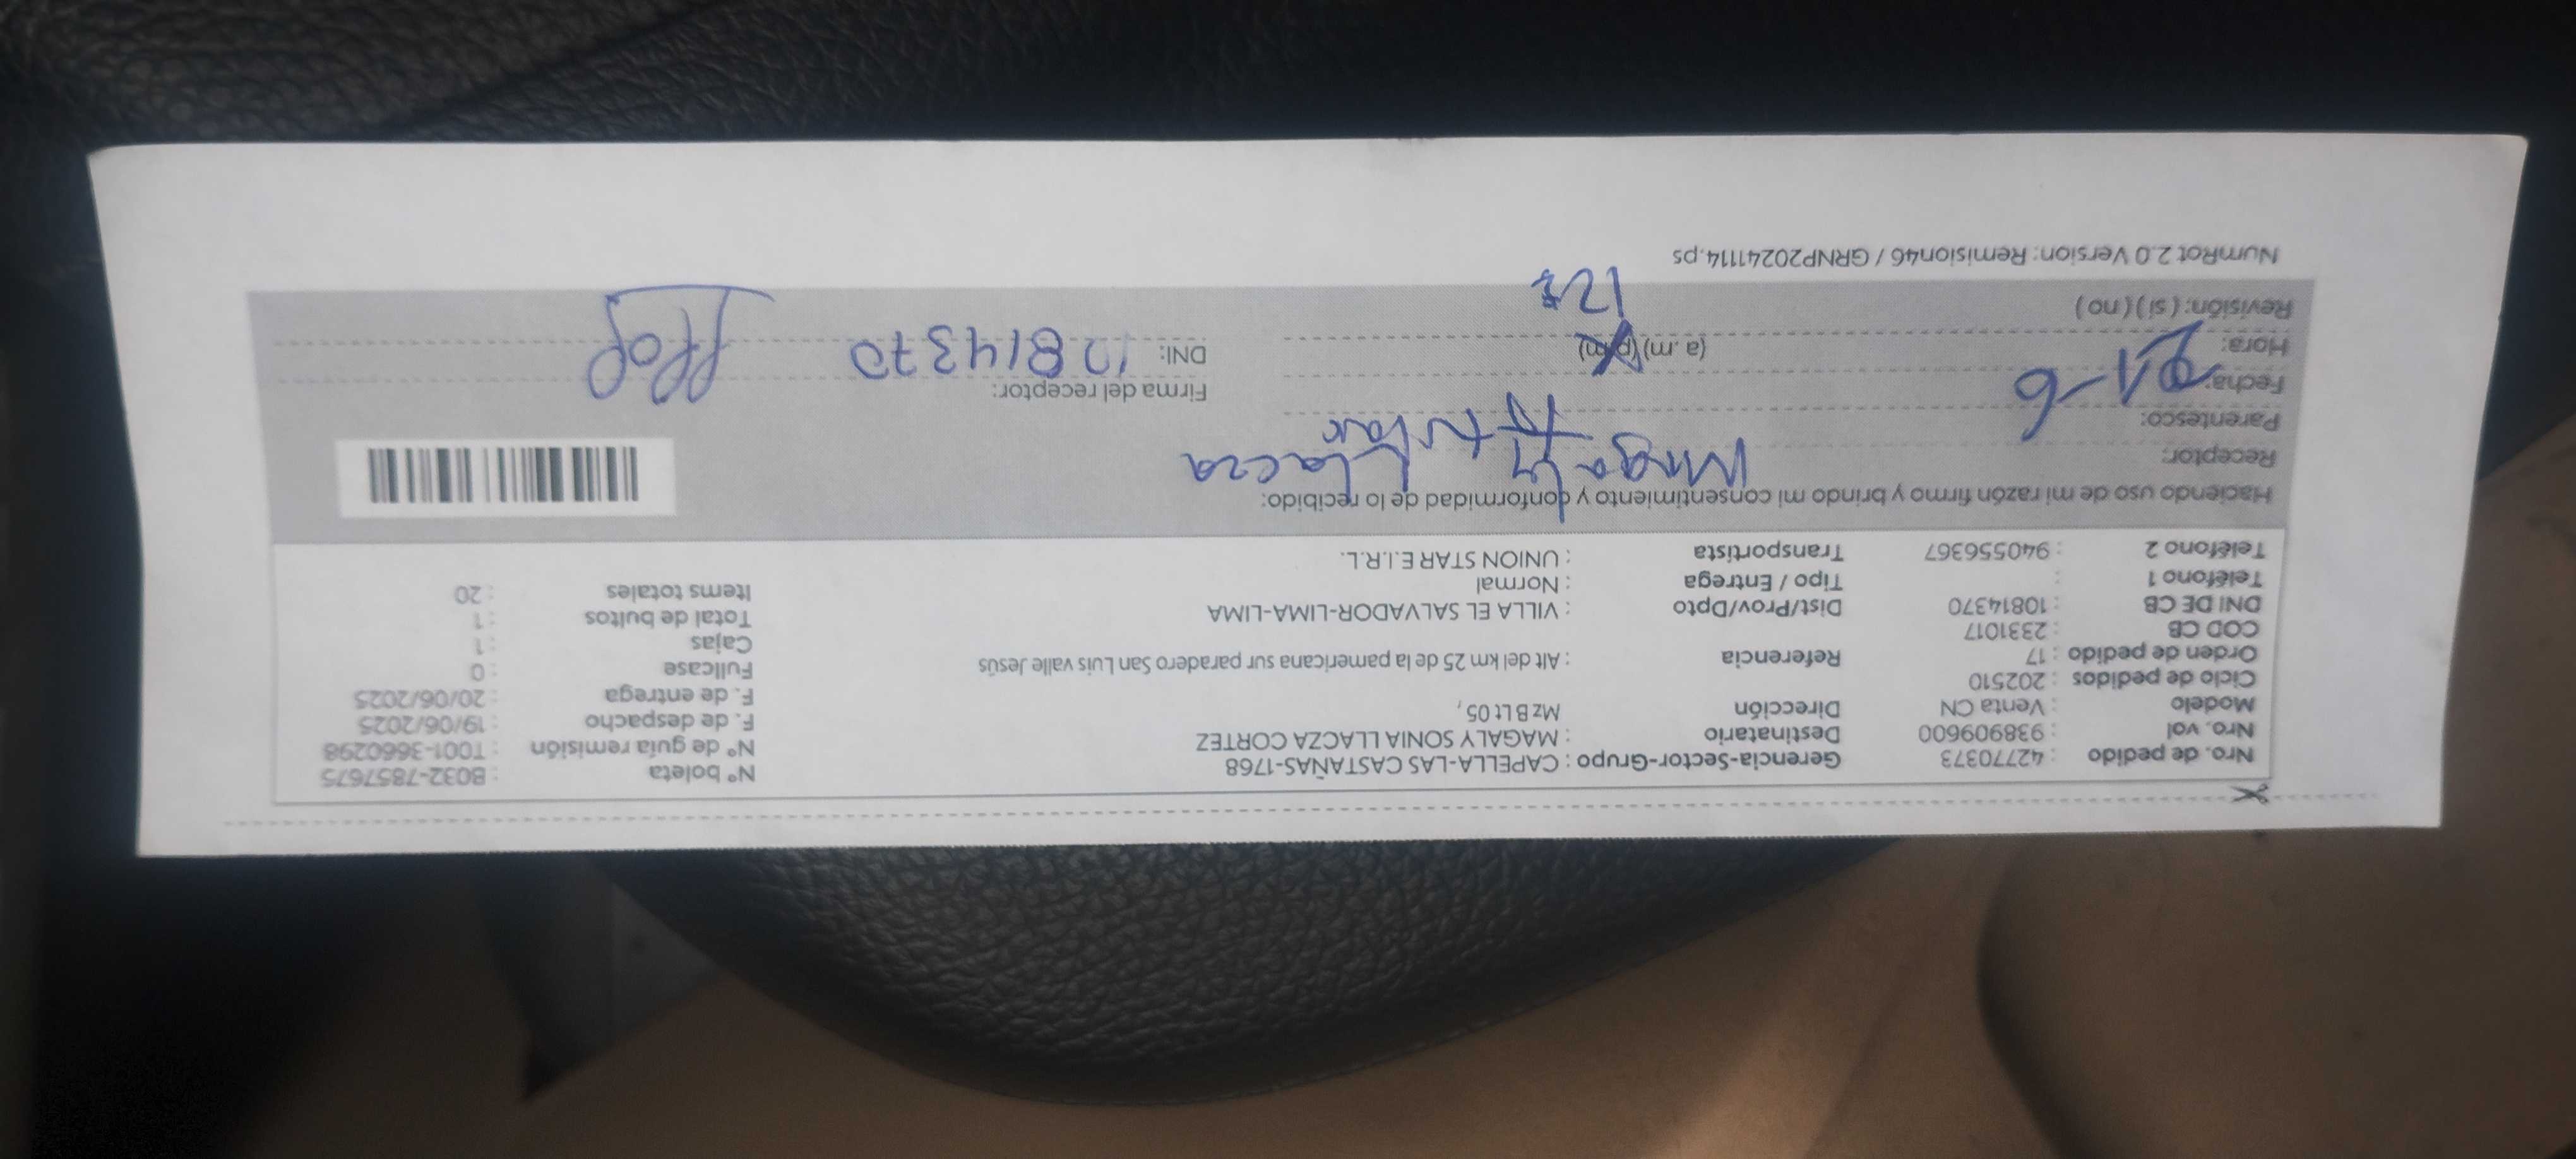 Nro. de pedido : 42770373
Nro. vol : 938909600
Modelo : Venta CN
Ciclo de pedidos : 202510
Orden de pedido : 17
COD CB : 2331017
DNI DE CB : 10814370
Teléfono 1 :
Teléfono 2 : 940556367
Gerencia-Sector-Grupo : CAPELLA-LAS CASTAÑAS-1768
Destinatario : MAGALY SONIA LLACZA CORTEZ
Dirección : Mz B Lt 05 ,
Referencia : Alt del km 25 de la pamericana sur paradero San Luis valle Jesús
Dist/Prov/Dpto : VILLA EL SALVADOR-LIMA-LIMA
Tipo / Entrega : Normal
Transportista : UNION STAR E.I.R.L.
N° boleta : B032-7857675
N° de guía remisión : T001-3660298
F. de despacho : 19/06/2025
F. de entrega : 20/06/2025
Fullcase : 0
Cajas : 1
Total de bultos : 1
Items totales : 20
Haciendo uso de mi razón firmo y brindo mi consentimiento y conformidad de lo recibido:
Receptor: Magaly Llacza
Parentesco: titular
Fecha: 21-6
Hora: (a.m) (p.m) 12
Revisión: ( si ) ( no )
Firma del receptor:
DNI: 10814370
NumRot 2.0 Version: Remision46 / GRNP20241114.ps